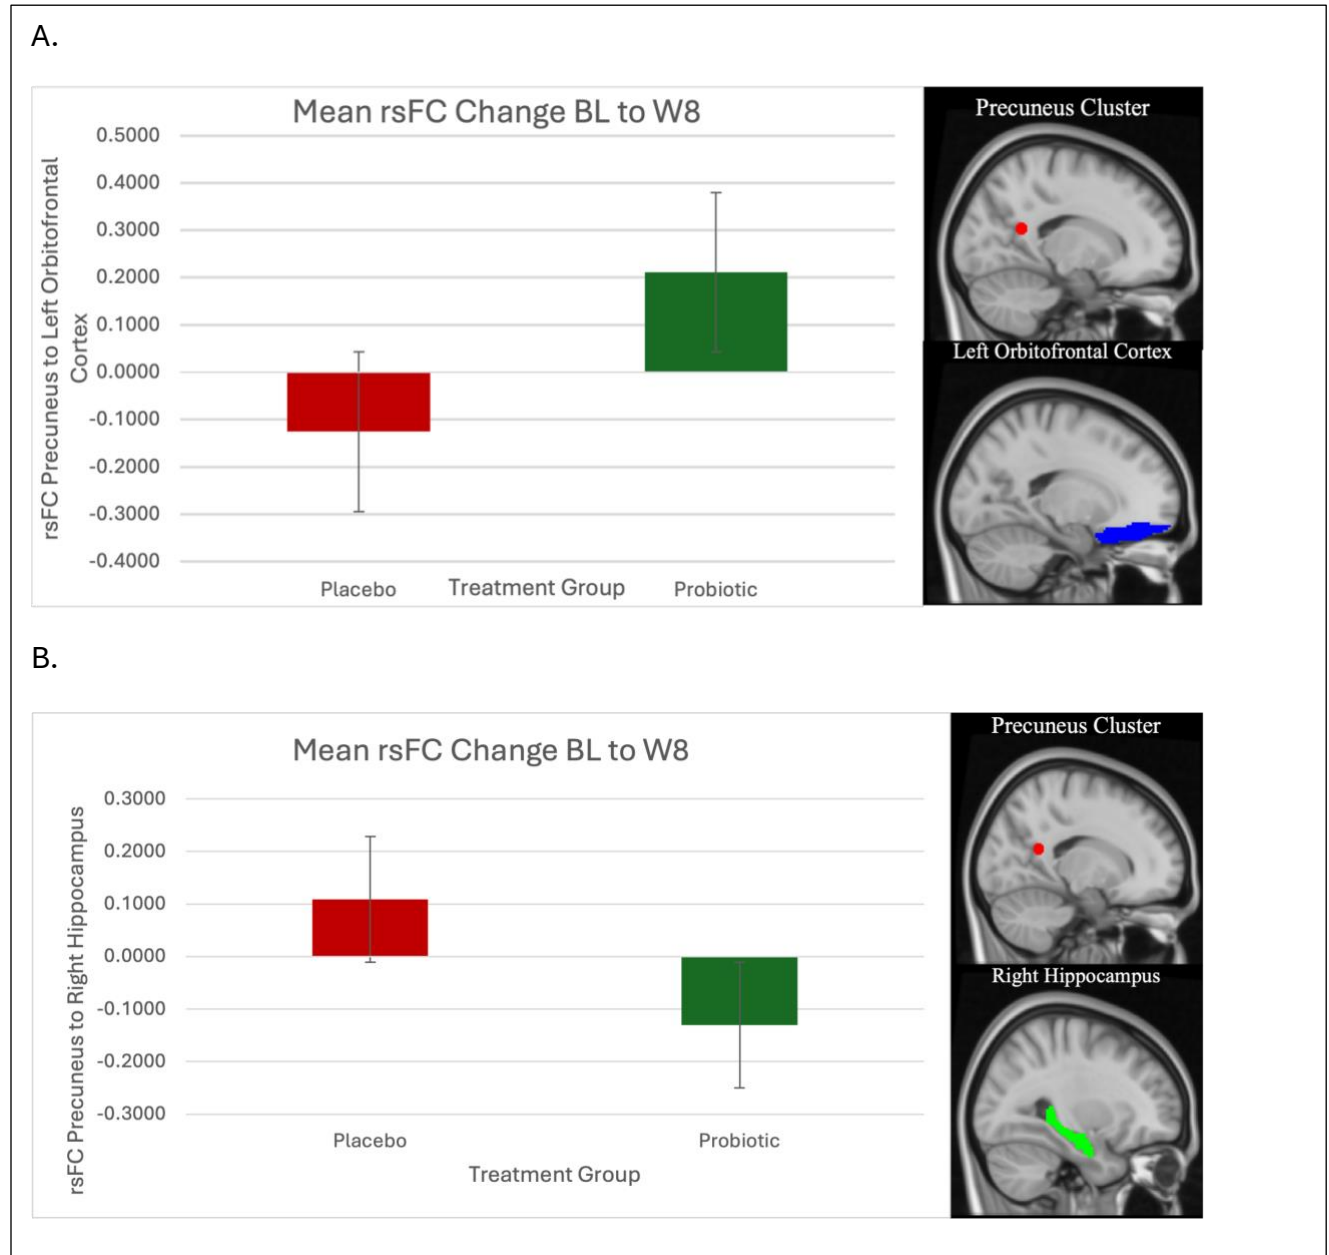 A.
Mean rsFC Change BL to W8
rsFC Precuneus to Left Orbitofrontal
Cortex
0.5000
0.4000
0.3000
0.2000
0.1000
0.0000
-0.1000
-0.2000
-0.3000
-0.4000
Placebo
Treatment Group
Probiotic
Precuneus Cluster
Left Orbitofrontal Cortex
B.
Mean rsFC Change BL to W8
rsFC Precuneus to Right Hippocampus
0.3000
0.2000
0.1000
0.0000
-0.1000
-0.2000
-0.3000
Placebo
Probiotic
Treatment Group
Precuneus Cluster
Right Hippocampus